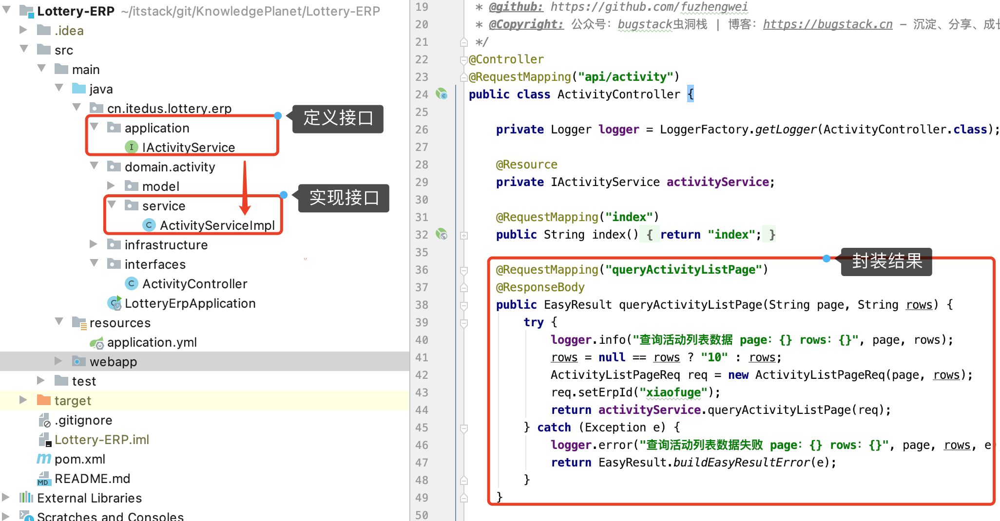 Lottery-ERP ~/itstack/git/KnowledgePlanet/Lottery-ERP
.idea
src
main
java
cn.itedus.lottery.erp
application
IActivityService
domain.activity
model
service
ActivityServiceImpl
infrastructure
interfaces
ActivityController
LotteryErpApplication
resources
application.yml
webapp
test
target
.gitignore
Lottery-ERP.iml
pom.xml
README.md
External Libraries
Scratches and Consoles
定义接口
实现接口
封装结果
19 * @github: https://github.com/fuzhengwei
20 * @Copyright: 公众号：bugstack虫洞栈 | 博客：https://bugstack.cn - 沉淀、分享、成长
21 */
22 @Controller
23 @RequestMapping("api/activity")
24 public class ActivityController {
25
26 private Logger logger = LoggerFactory.getLogger(ActivityController.class);
27
28 @Resource
29 private IActivityService activityService;
30
31 @RequestMapping("index")
32 public String index() { return "index"; }
35
36 @RequestMapping("queryActivityListPage")
37 @ResponseBody
38 public EasyResult queryActivityListPage(String page, String rows) {
39 try {
40 logger.info("查询活动列表数据 page：{} rows：{}", page, rows);
41 rows = null == rows ? "10" : rows;
42 ActivityListPageReq req = new ActivityListPageReq(page, rows);
43 req.setErpId("xiaofuge");
44 return activityService.queryActivityListPage(req);
45 } catch (Exception e) {
46 logger.error("查询活动列表数据失败 page：{} rows：{}", page, rows, e
47 return EasyResult.buildEasyResultError(e);
48 }
49 }
50